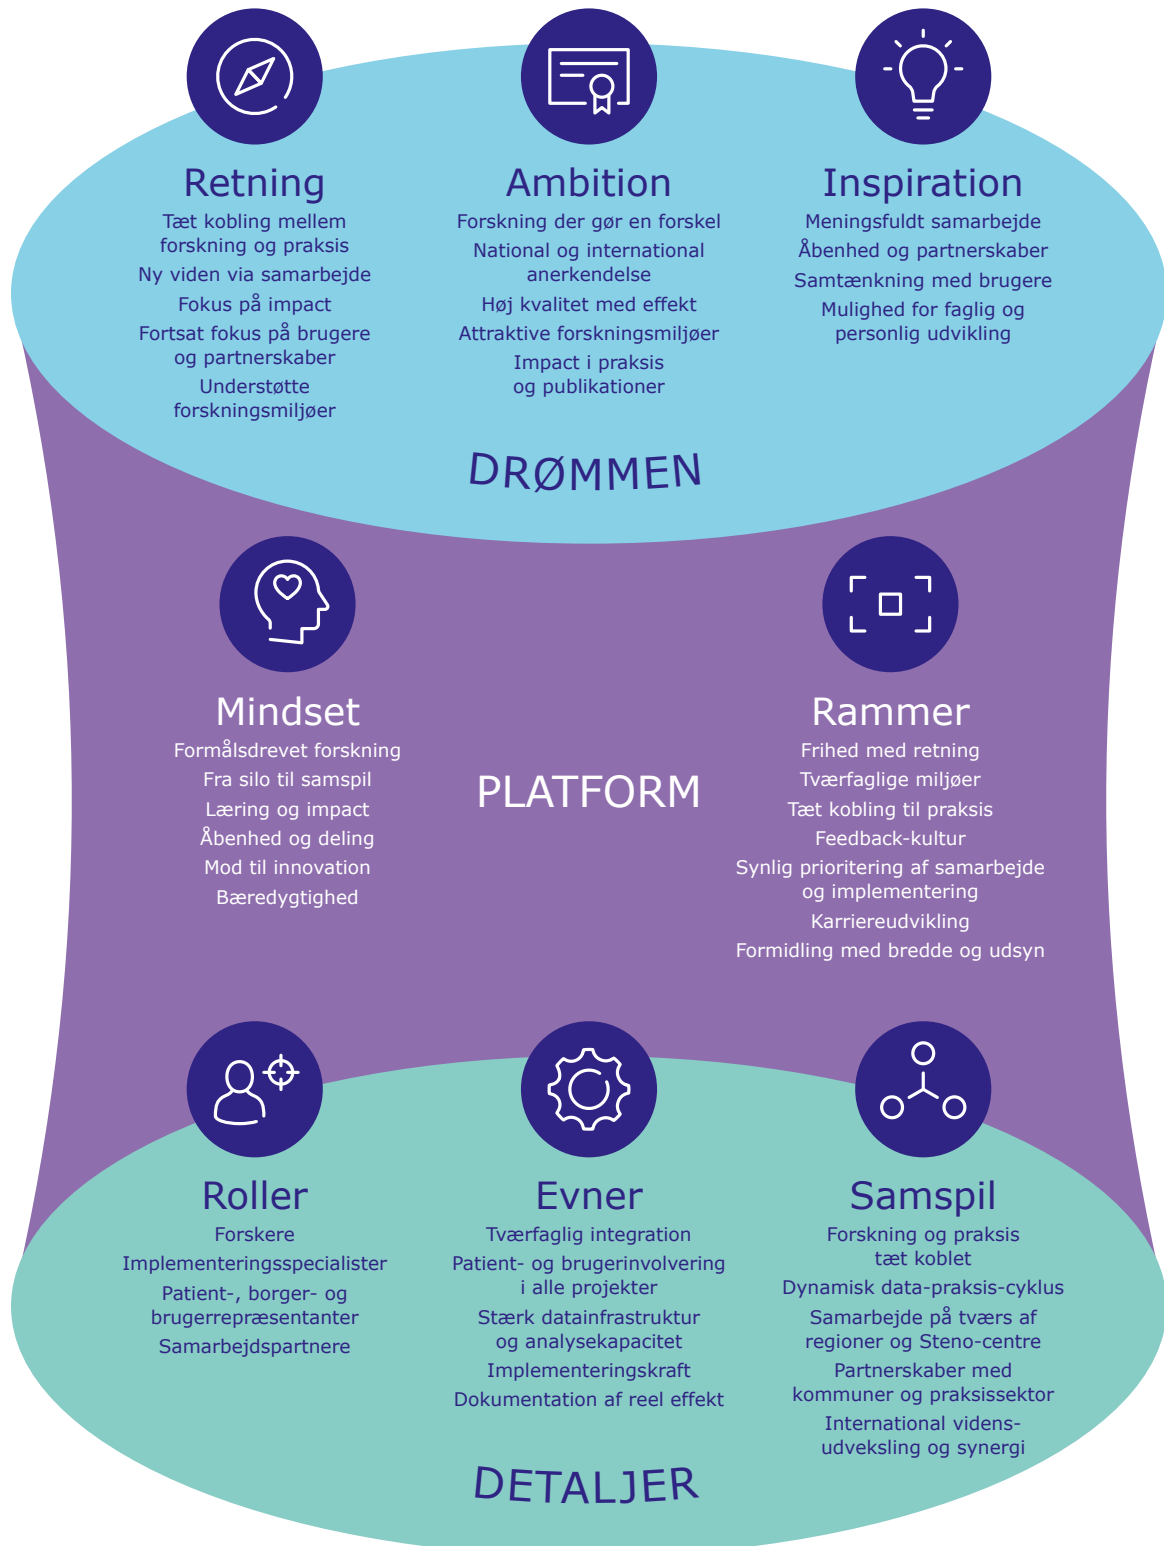 Retning
Tæt kobling mellem
forskning og praksis
Ny viden via samarbejde
Fokus på impact
Fortsat fokus på brugere
og partnerskaber
Understøtte
forskningsmiljøer
Ambition
Forskning der gør en forskel
National og international
anerkendelse
Høj kvalitet med effekt
Attraktive forskningsmiljøer
Impact i praksis
og publikationer
Inspiration
Meningsfuldt samarbejde
Åbenhed og partnerskaber
Samtænkning med brugere
Mulighed for faglig og
personlig udvikling
DRØMMEN
Mindset
Formålsdrevet forskning
Fra silo til samspil
Læring og impact
Åbenhed og deling
Mod til innovation
Bæredygtighed
PLATFORM
Rammer
Frihed med retning
Tværfaglige miljøer
Tæt kobling til praksis
Feedback-kultur
Synlig prioritering af samarbejde
og implementering
Karriereudvikling
Formidling med bredde og udsyn
Roller
Forskere
Implementeringsspecialister
Patient-, borger- og
brugerrepræsentanter
Samarbejdspartnere
Evner
Tværfaglig integration
Patient- og brugerinvolvering
i alle projekter
Stærk datainfrastruktur
og analysekapacitet
Implementeringskraft
Dokumentation af reel effekt
Samspil
Forskning og praksis
tæt koblet
Dynamisk data-praksis-cyklus
Samarbejde på tværs af
regioner og Steno-centre
Partnerskaber med
kommuner og praksissektor
International videns-
udveksling og synergi
DETALJER